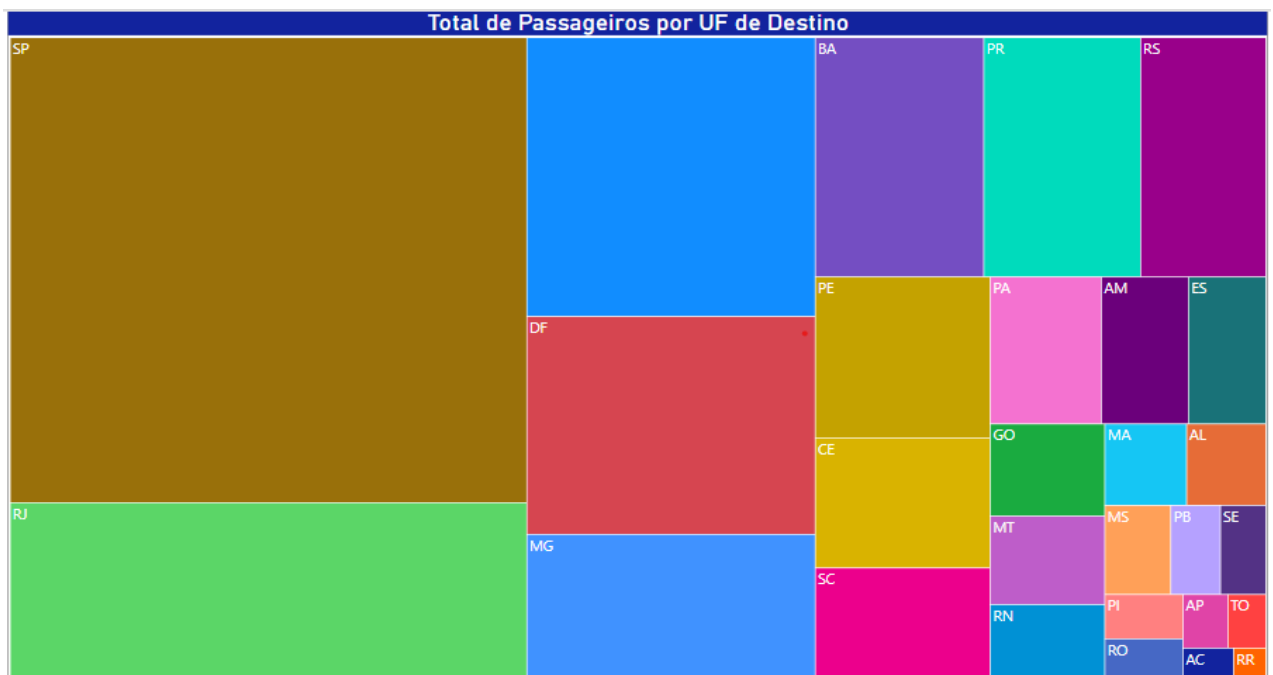 Total de Passageiros por UF de Destino
SP
BA
PR
RS
PE
PA
AM
ES
DF
GO
MA
AL
CE
RJ
MS
PB
SE
MT
MG
SC
PI
AP
TO
RN
RO
AC
RR